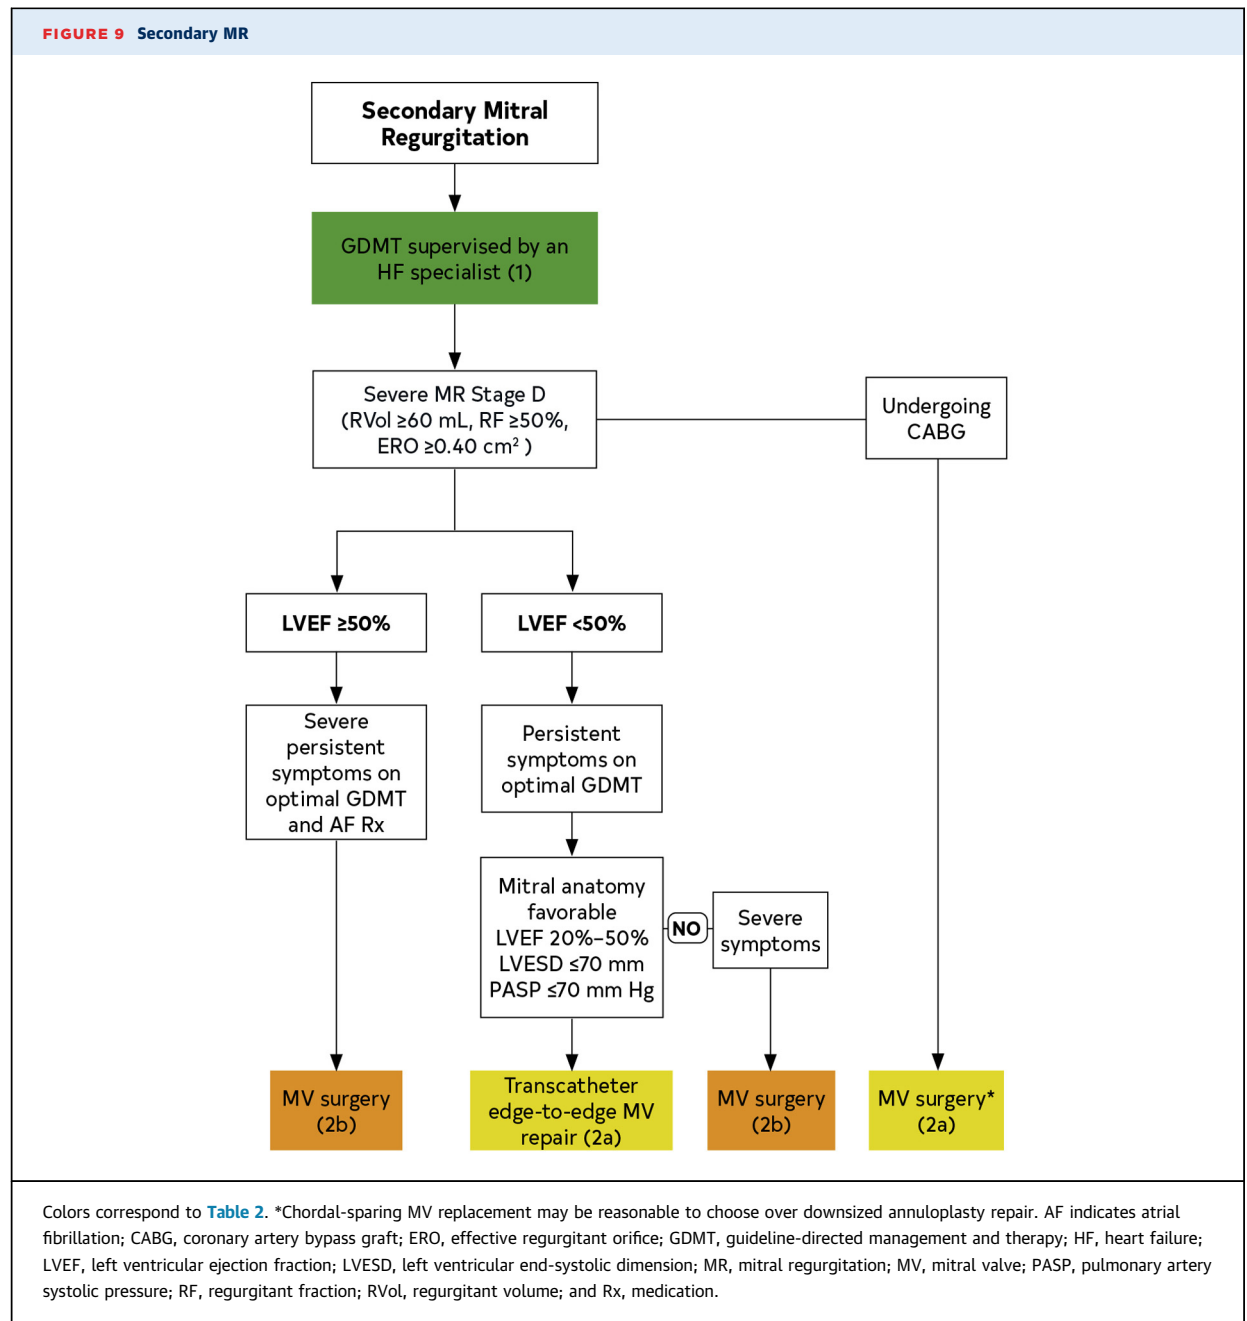 FIGURE 9 Secondary MR
Secondary Mitral
Regurgitation
GDMT supervised by an
HF specialist (1)
Severe MR Stage D
(RVol ≥60 mL, RF ≥50%,
ERO ≥0.40 cm² )
Undergoing
CABG
LVEF ≥50%
LVEF <50%
Severe
persistent
symptoms on
optimal GDMT
and AF Rx
Persistent
symptoms on
optimal GDMT
Mitral anatomy
favorable
LVEF 20%–50%
LVESD ≤70 mm
PASP ≤70 mm Hg
NO
Severe
symptoms
MV surgery
(2b)
Transcatheter
edge-to-edge MV
repair (2a)
MV surgery
(2b)
MV surgery*
(2a)
Colors correspond to Table 2. *Chordal-sparing MV replacement may be reasonable to choose over downsized annuloplasty repair. AF indicates atrial
fibrillation; CABG, coronary artery bypass graft; ERO, effective regurgitant orifice; GDMT, guideline-directed management and therapy; HF, heart failure;
LVEF, left ventricular ejection fraction; LVESD, left ventricular end-systolic dimension; MR, mitral regurgitation; MV, mitral valve; PASP, pulmonary artery
systolic pressure; RF, regurgitant fraction; RVol, regurgitant volume; and Rx, medication.